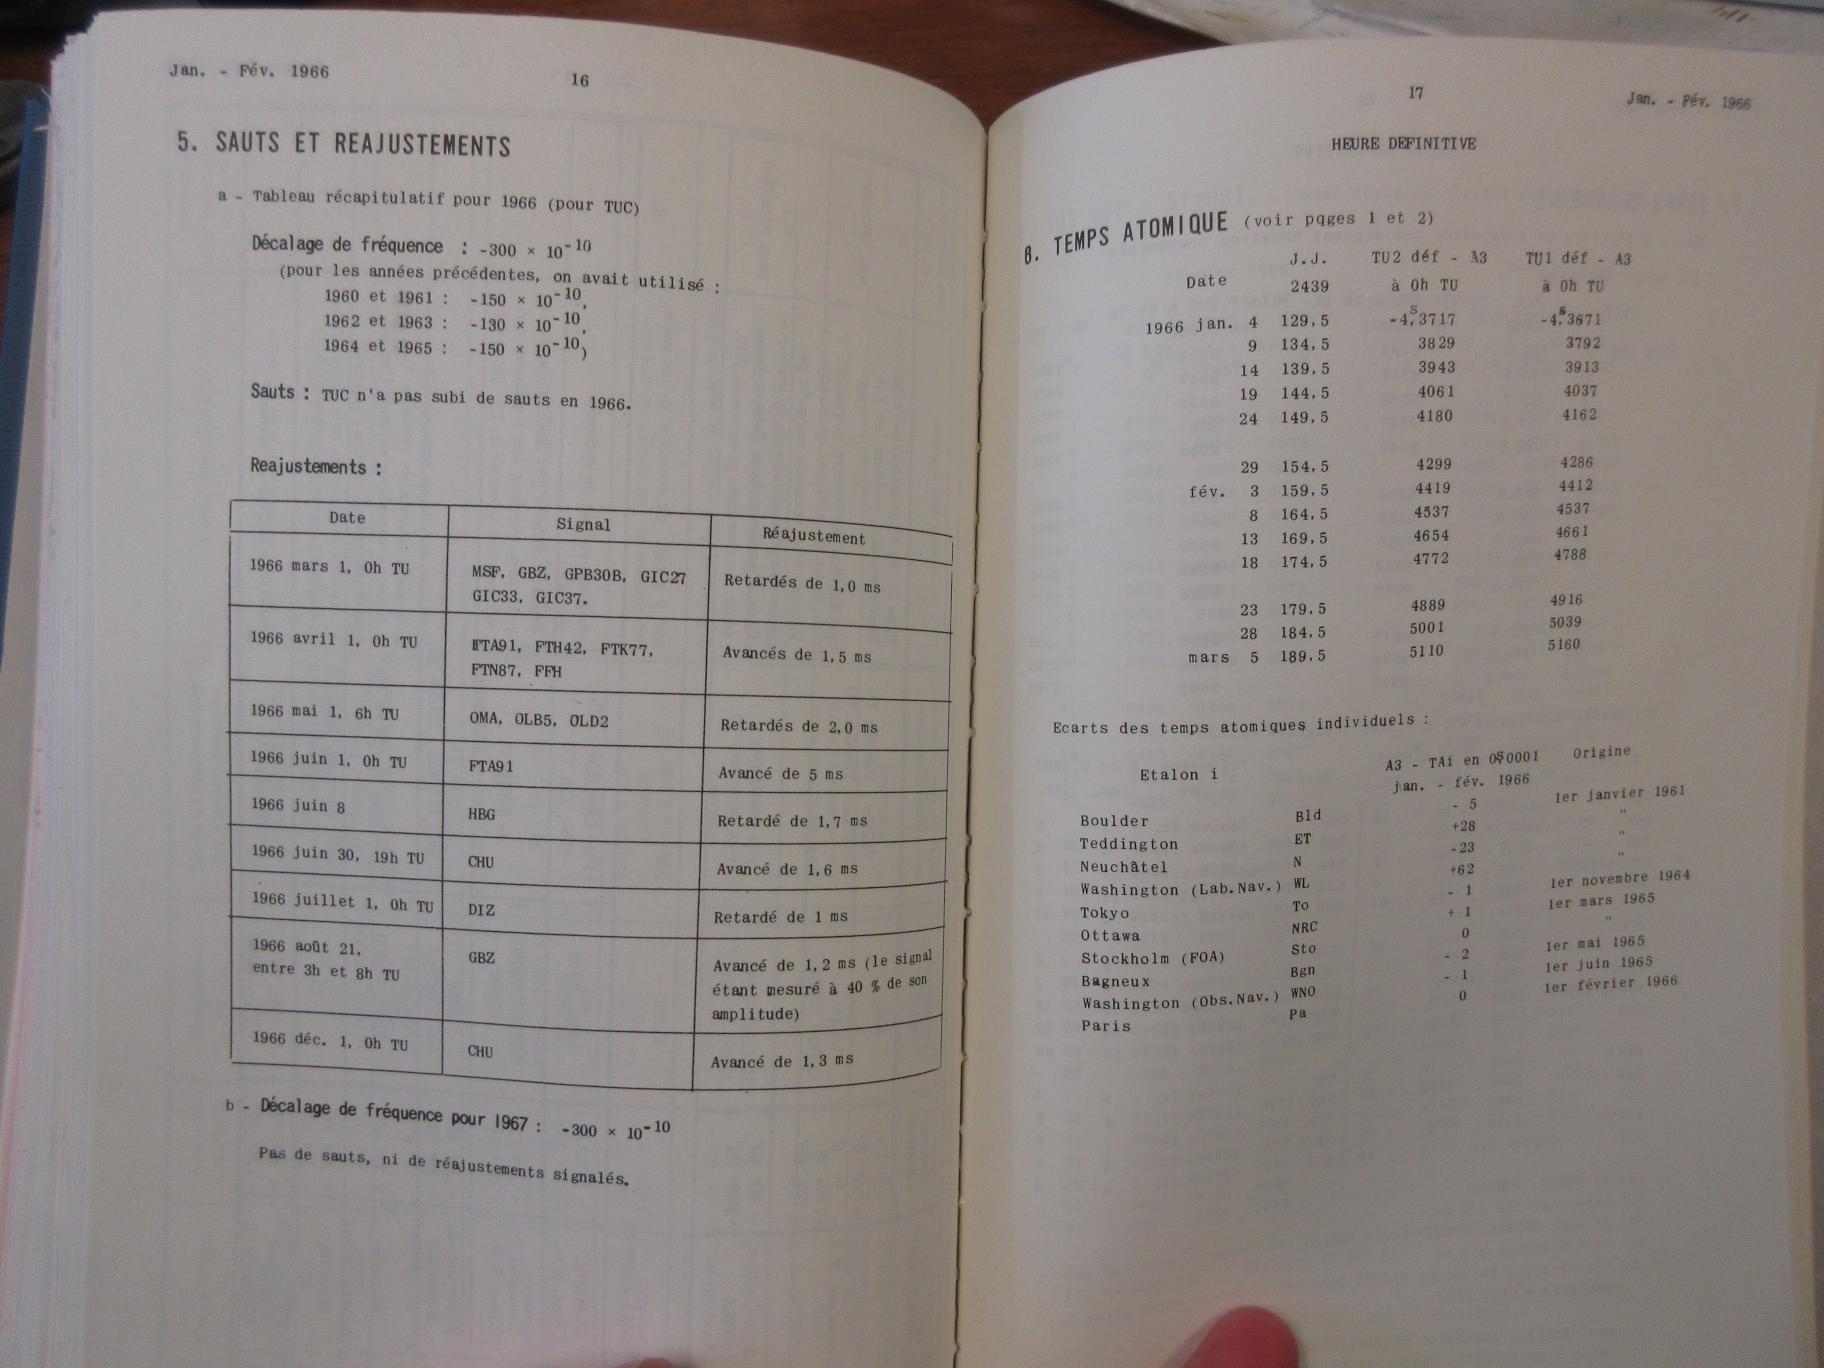 Jan. - Fév. 1966
16
5. SAUTS ET REAJUSTEMENTS
a - Tableau récapitulatif pour 1966 (pour TUC)
Décalage de fréquence : -300 × 10⁻¹⁰
(pour les années précédentes, on avait utilisé :
1960 et 1961 : -150 × 10⁻¹⁰,
1962 et 1963 : -130 × 10⁻¹⁰,
1964 et 1965 : -150 × 10⁻¹⁰)
Sauts : TUC n'a pas subi de sauts en 1966.
Reajustements :
Date Signal Réajustement
1966 mars 1, 0h TU MSF, GBZ, GPB30B, GIC27 Retardés de 1,0 ms
GIC33, GIC37.
1966 avril 1, 0h TU FTA91, FTH42, FTK77, Avancés de 1,5 ms
FTN87, FFH
1966 mai 1, 6h TU OMA, OLB5, OLD2 Retardés de 2,0 ms
1966 juin 1, 0h TU FTA91 Avancé de 5 ms
1966 juin 8 HBG Retardé de 1,7 ms
1966 juin 30, 19h TU CHU Avancé de 1,6 ms
1966 juillet 1, 0h TU DIZ Retardé de 1 ms
1966 août 21, GBZ Avancé de 1,2 ms (le signal
entre 3h et 8h TU étant mesuré à 40 % de son
amplitude)
1966 déc. 1, 0h TU CHU Avancé de 1,3 ms
b - Décalage de fréquence pour 1967 : -300 × 10⁻¹⁰
Pas de sauts, ni de réajustements signalés.
17
Jan. - Fév. 1966
HEURE DEFINITIVE
6. TEMPS ATOMIQUE (voir pqges 1 et 2)
Date J.J. TU2 déf - A3 TU1 déf - A3
2439 à 0h TU à 0h TU
1966 jan. 4 129,5 -4ˢ,3717 -4ˢ,3671
9 134,5 3829 3792
14 139,5 3943 3913
19 144,5 4061 4037
24 149,5 4180 4162
29 154,5 4299 4286
fév. 3 159,5 4419 4412
8 164,5 4537 4537
13 169,5 4654 4661
18 174,5 4772 4788
23 179,5 4889 4916
28 184,5 5001 5039
mars 5 189,5 5110 5160
Ecarts des temps atomiques individuels :
Etalon i A3 - TAi en 0ˢ,0001 Origine
jan. - fév. 1966
Boulder Bld - 5 1er janvier 1961
Teddington ET +28 "
Neuchâtel N -23 "
Washington (Lab.Nav.) WL +62 "
Tokyo To - 1 1er novembre 1964
Ottawa NRC + 1 1er mars 1965
Stockholm (FOA) Sto 0 "
Bagneux Bgn - 2 1er mai 1965
Washington (Obs.Nav.) WNO - 1 1er juin 1965
Paris Pa 0 1er février 1966